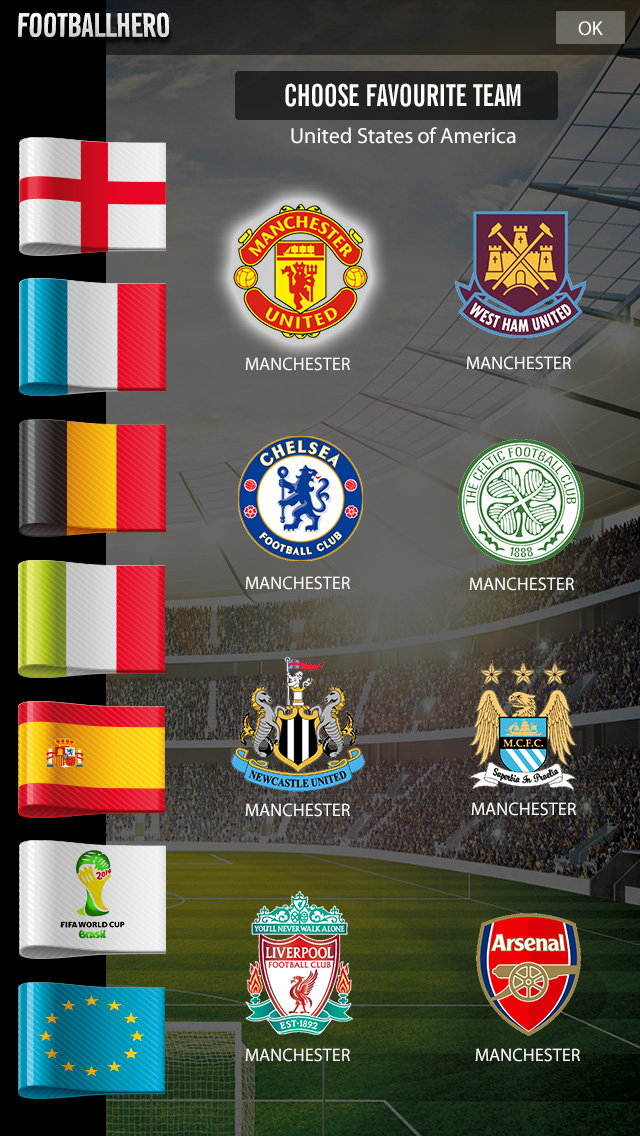 FOOTBALLHERO
OK
CHOOSE FAVOURITE TEAM
United States of America
MANCHESTER
UNITED
MANCHESTER
WEST HAM UNITED
MANCHESTER
CHELSEA
FOOTBALL CLUB
MANCHESTER
THE CELTIC FOOTBALL CLUB
1888
MANCHESTER
NEWCASTLE UNITED
MANCHESTER
M.C.F.C.
Superbia In Proelia
MANCHESTER
2014
FIFA WORLD CUP
Brasil
YOU'LL NEVER WALK ALONE
LIVERPOOL
FOOTBALL CLUB
EST·1892
MANCHESTER
Arsenal
MANCHESTER